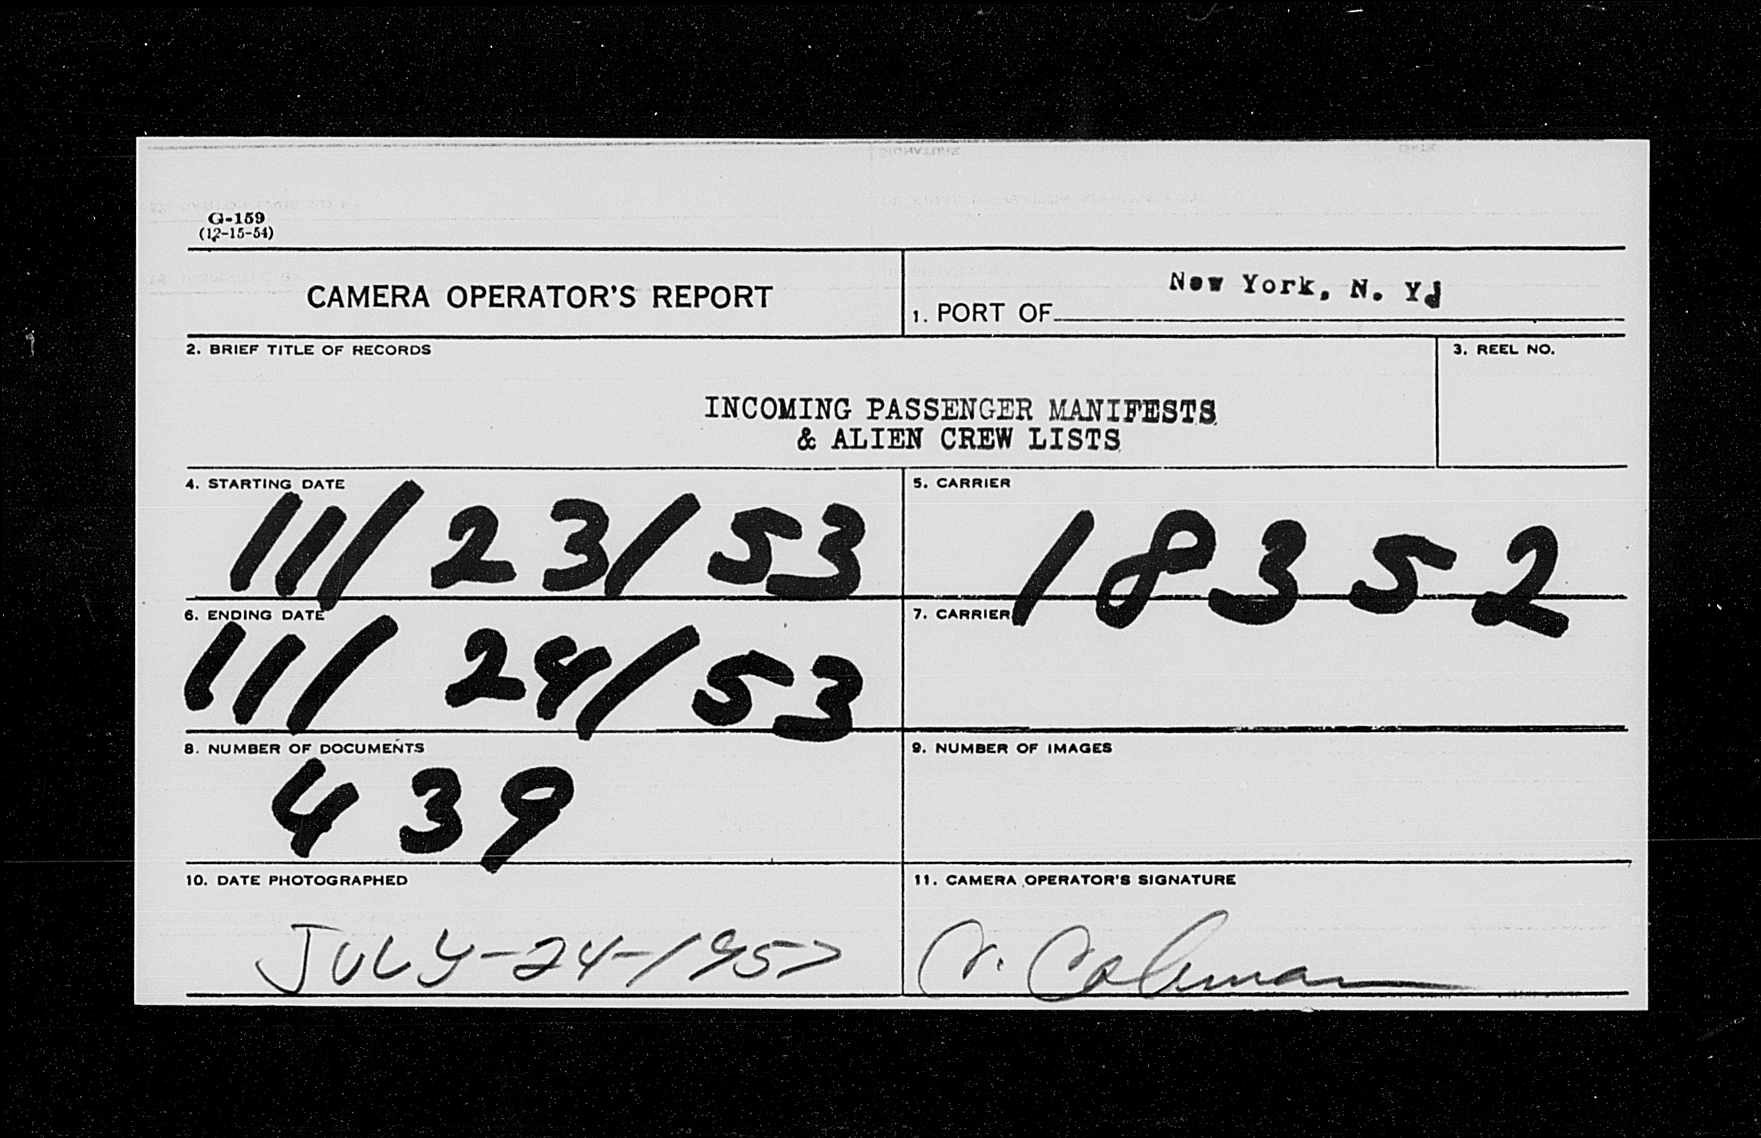 G-159
(12-15-54)
CAMERA OPERATOR'S REPORT
1. PORT OF New York, N. Y.
2. BRIEF TITLE OF RECORDS
3. REEL NO.
INCOMING PASSENGER MANIFESTS
& ALIEN CREW LISTS
4. STARTING DATE
11/23/53
5. CARRIER
18352
6. ENDING DATE
11/24/53
7. CARRIER
8. NUMBER OF DOCUMENTS
439
9. NUMBER OF IMAGES
10. DATE PHOTOGRAPHED
JULY-24-1957
11. CAMERA OPERATOR'S SIGNATURE
Coleman